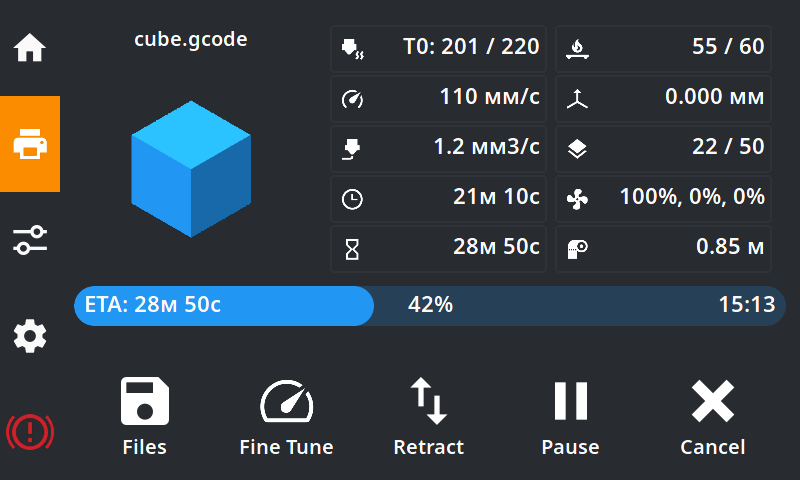 cube.gcode
T0: 201 / 220
55 / 60
110 мм/с
0.000 мм
1.2 мм3/с
22 / 50
21м 10с
100%, 0%, 0%
28м 50с
0.85 м
ETA: 28м 50с 42% 15:13
Files Fine Tune Retract Pause Cancel